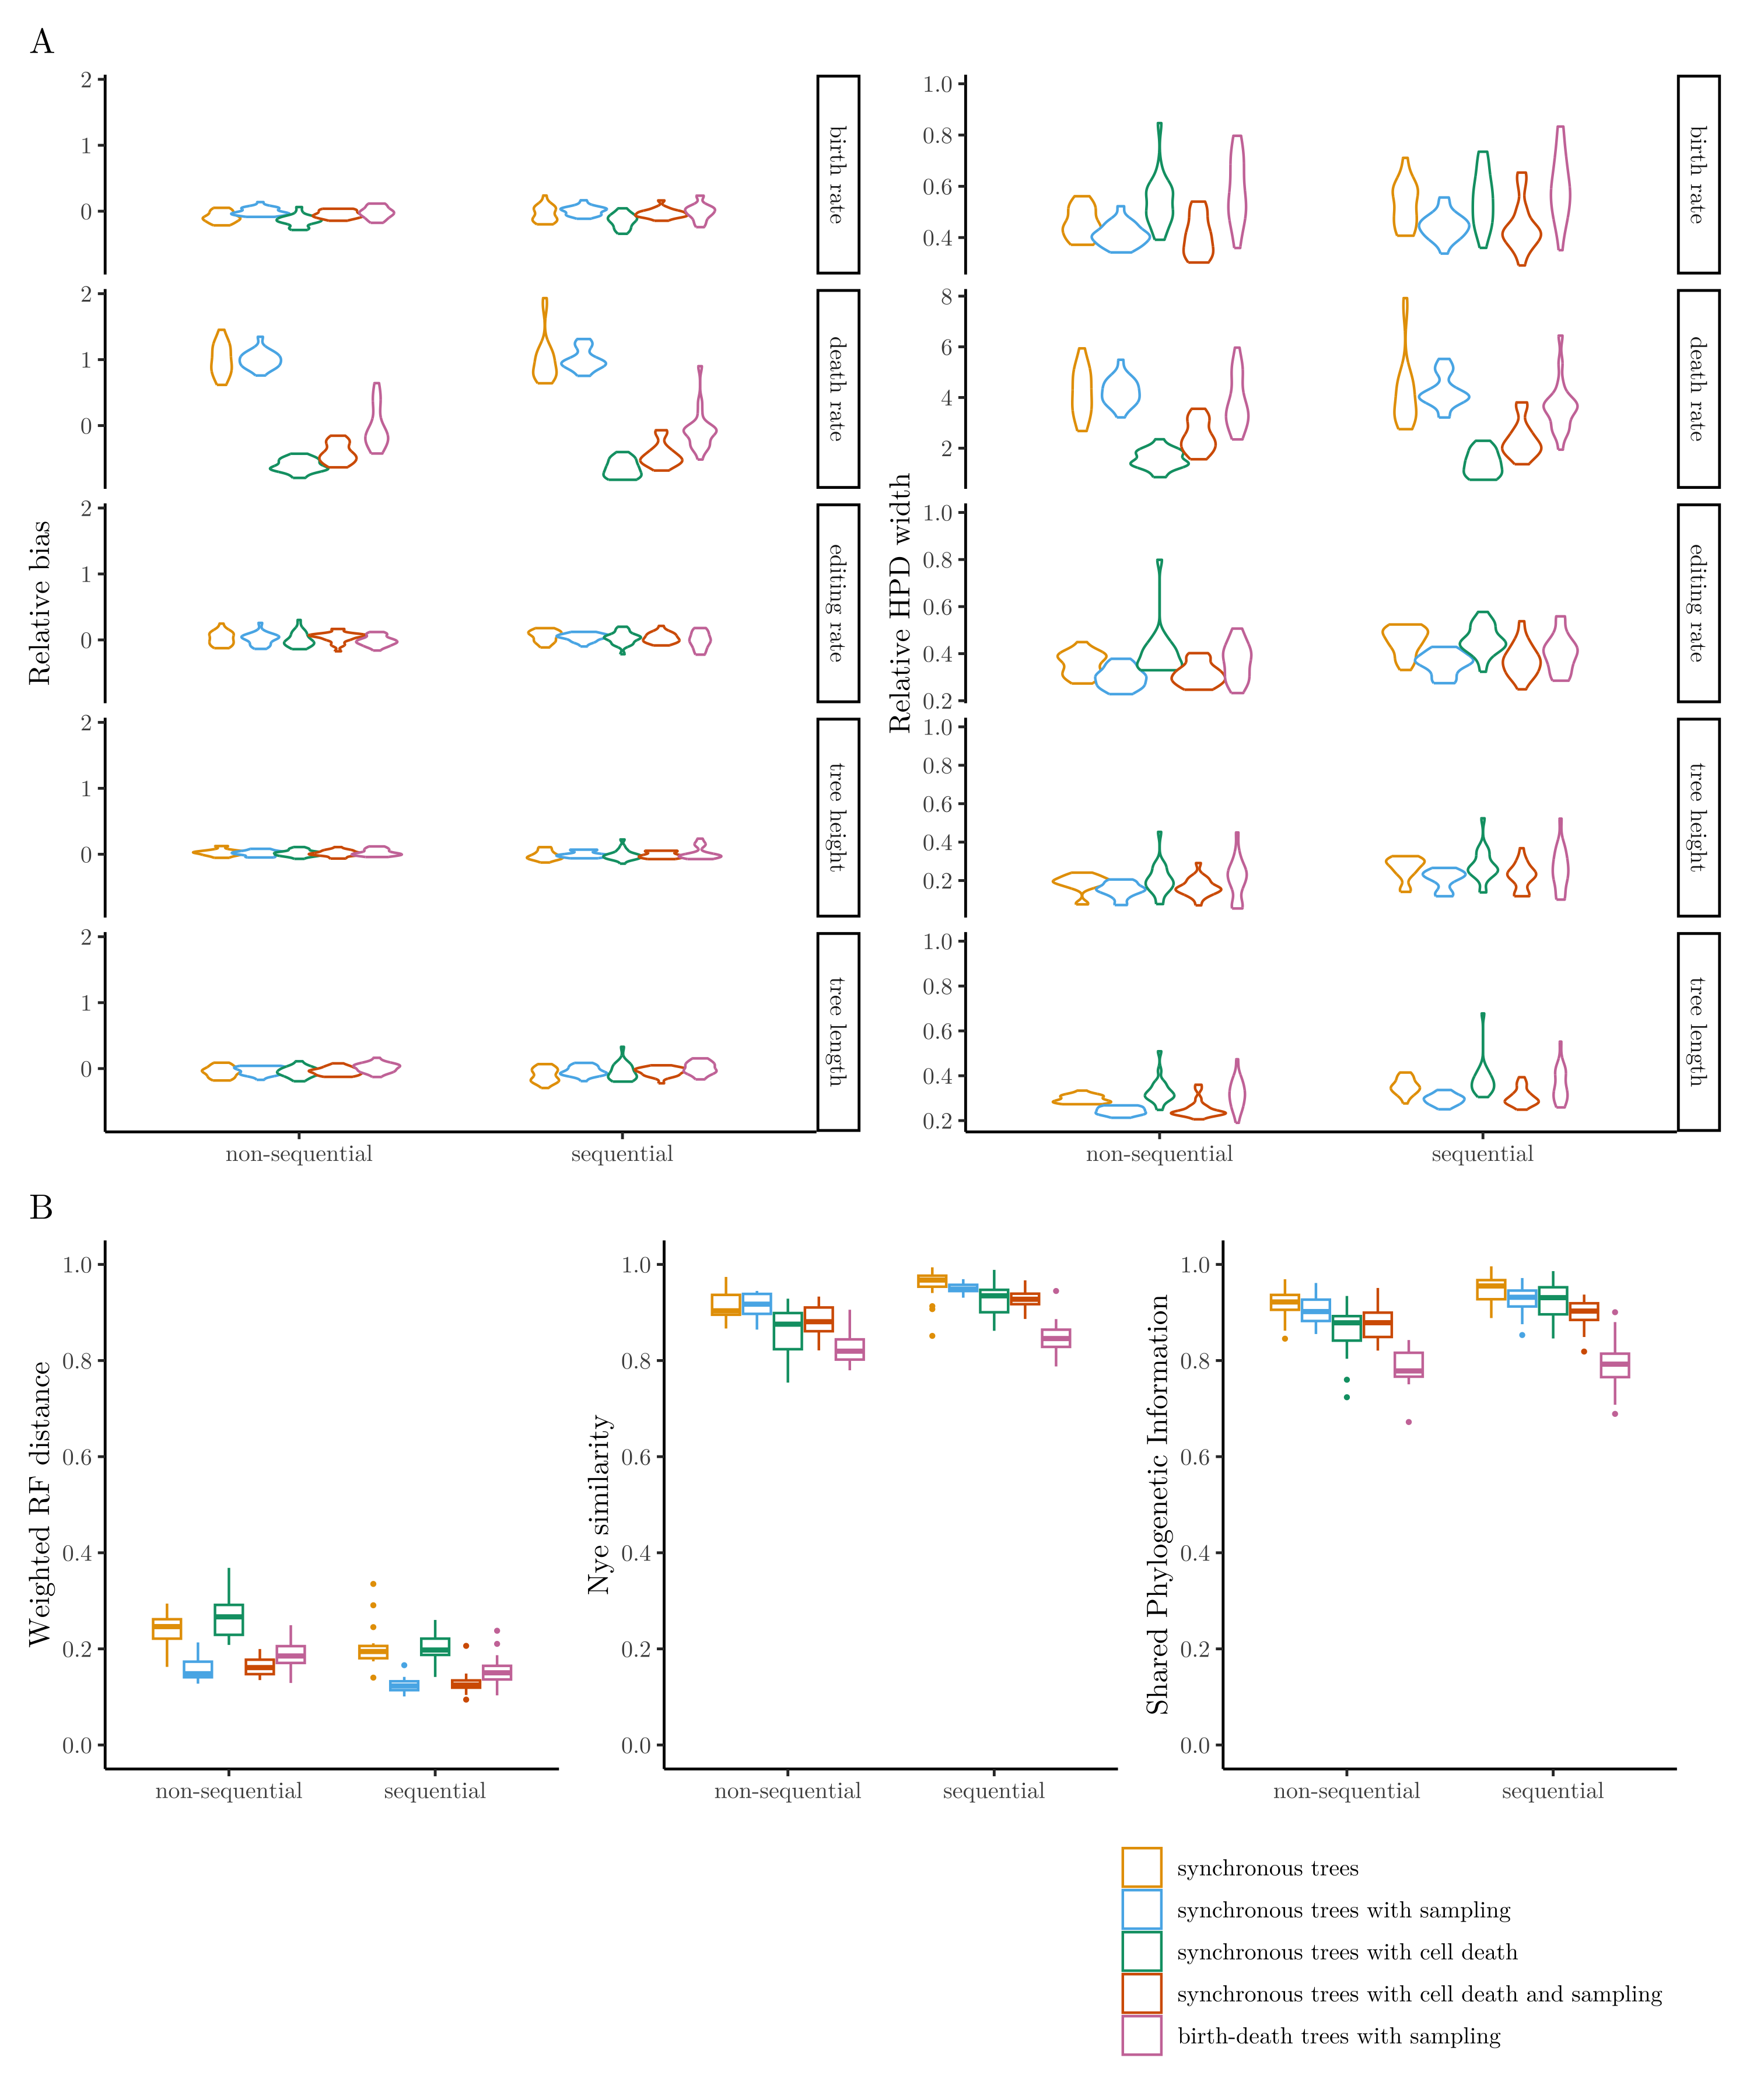 A
Relative bias
2
1
0
birth rate
2
1
0
death rate
2
1
0
editing rate
2
1
0
tree height
2
1
0
tree length
non-sequential
sequential
Relative HPD width
1.0
0.8
0.6
0.4
birth rate
8
6
4
2
death rate
1.0
0.8
0.6
0.4
0.2
editing rate
1.0
0.8
0.6
0.4
0.2
tree height
1.0
0.8
0.6
0.4
0.2
tree length
non-sequential
sequential
B
Weighted RF distance
1.0
0.8
0.6
0.4
0.2
0.0
non-sequential
sequential
Nye similarity
1.0
0.8
0.6
0.4
0.2
0.0
non-sequential
sequential
Shared Phylogenetic Information
1.0
0.8
0.6
0.4
0.2
0.0
non-sequential
sequential
synchronous trees
synchronous trees with sampling
synchronous trees with cell death
synchronous trees with cell death and sampling
birth-death trees with sampling